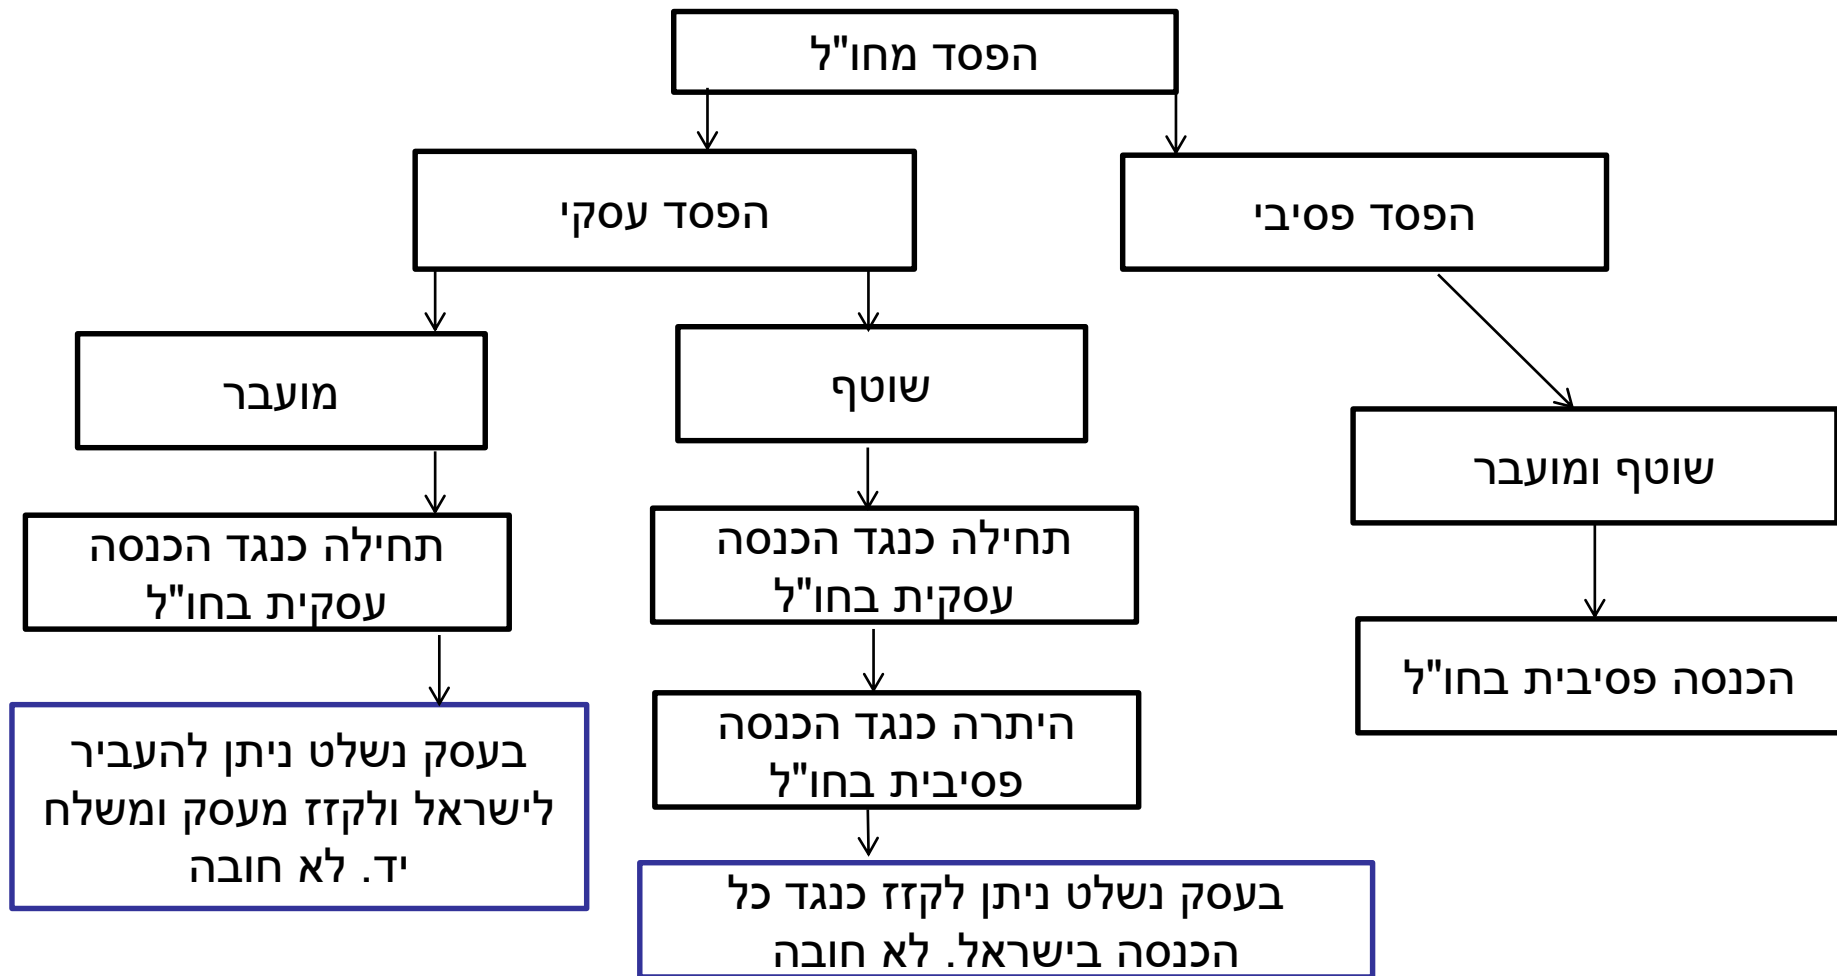 הפסד מחו"ל
הפסד פסיבי
הפסד עסקי
שוטף ומועבר
הכנסה פסיבית בחו"ל
שוטף
תחילה כנגד הכנסה
עסקית בחו"ל
היתרה כנגד הכנסה
פסיבית בחו"ל
בעסק נשלט ניתן לקזז כנגד כל
הכנסה בישראל. לא חובה
מועבר
תחילה כנגד הכנסה
עסקית בחו"ל
בעסק נשלט ניתן להעביר
לישראל ולקזז מעסק ומשלח
יד. לא חובה